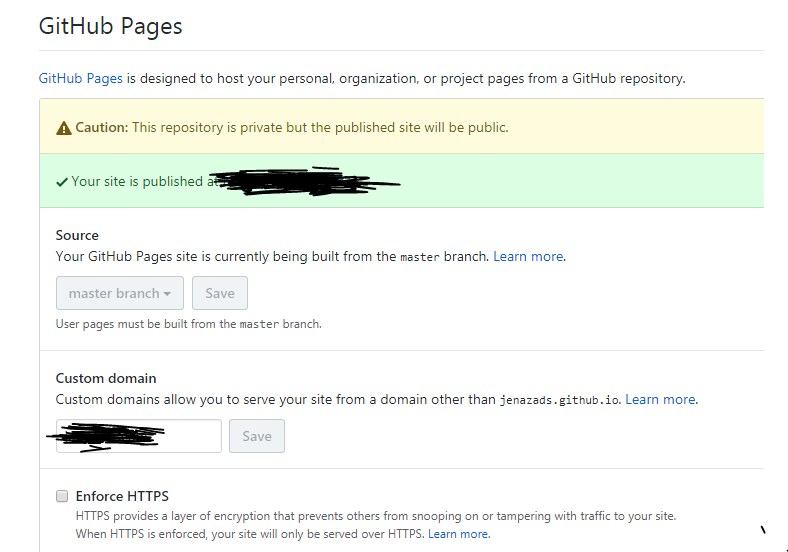 GitHub Pages
GitHub Pages is designed to host your personal, organization, or project pages from a GitHub repository.
Caution: This repository is private but the published site will be public.
Your site is published at
Source
Your GitHub Pages site is currently being built from the master branch. Learn more.
master branch Save
User pages must be built from the master branch.
Custom domain
Custom domains allow you to serve your site from a domain other than jenazads.github.io. Learn more.
Save
Enforce HTTPS
HTTPS provides a layer of encryption that prevents others from snooping on or tampering with traffic to your site.
When HTTPS is enforced, your site will only be served over HTTPS. Learn more.